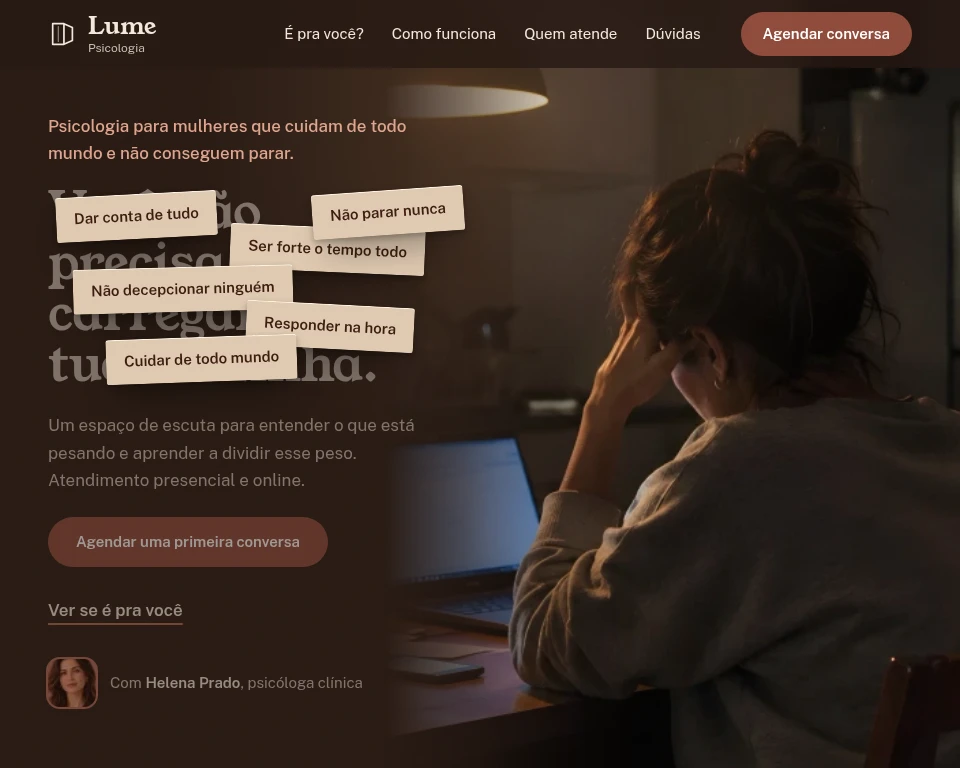 Lume
Psicologia
É pra você?
Como funciona
Quem atende
Dúvidas
Agendar conversa
Psicologia para mulheres que cuidam de todo
mundo e não conseguem parar.
Dar conta de tudo
Não parar nunca
Ser forte o tempo todo
Não decepcionar ninguém
Responder na hora
Cuidar de todo mundo
Um espaço de escuta para entender o que está
pesando e aprender a dividir esse peso.
Atendimento presencial e online.
Agendar uma primeira conversa
Ver se é pra você
Com Helena Prado, psicóloga clínica